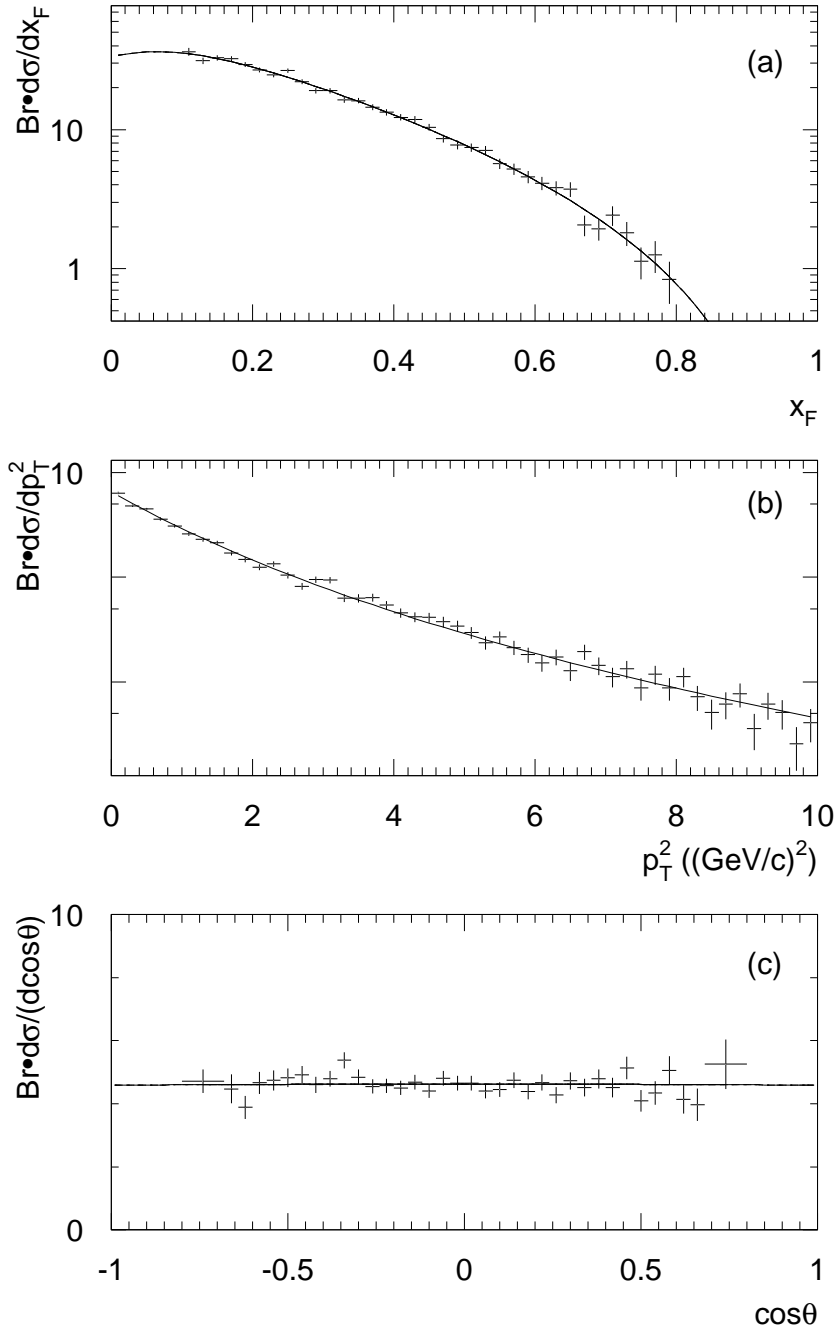 Br•dσ/dx_F
(a)
10
1
0 0.2 0.4 0.6 0.8 1
x_F
Br•dσ/dp_T^2
10
(b)
0 2 4 6 8 10
p_T^2 ((GeV/c)^2)
Br•dσ/(dcosθ)
10
(c)
0
-1 -0.5 0 0.5 1
cosθ